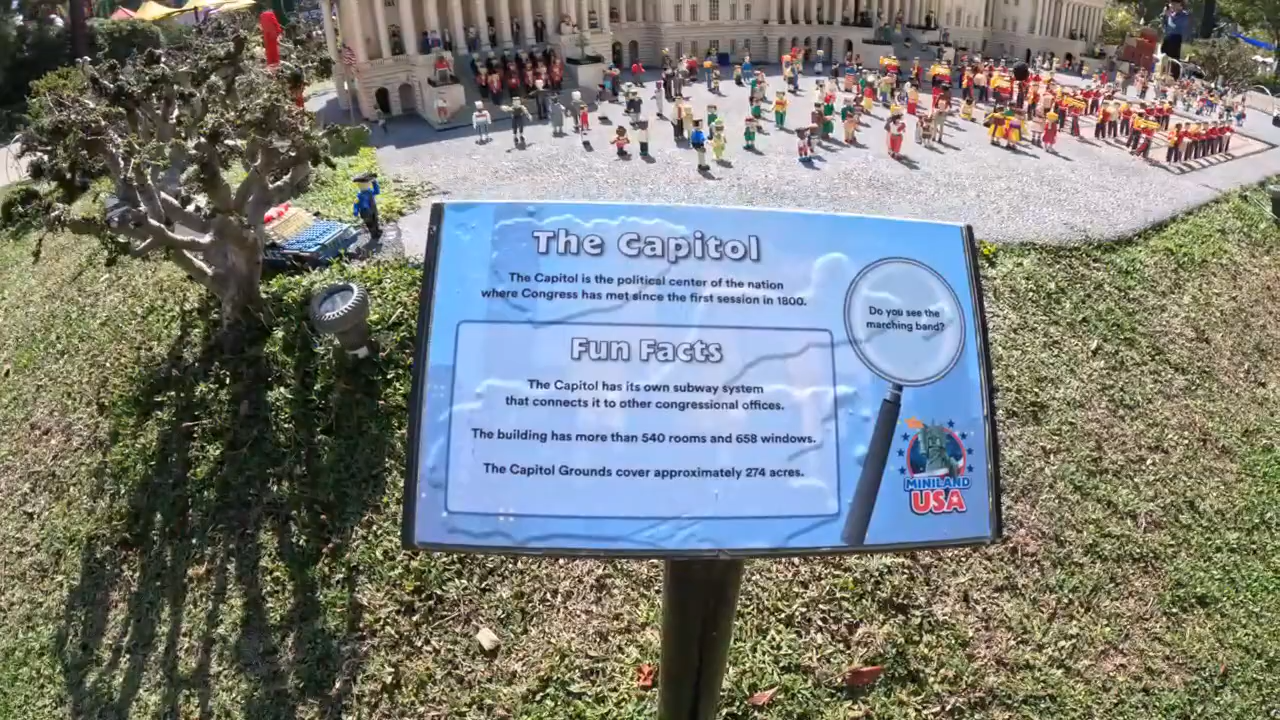 The Capitol
The Capitol is the political center of the nation
where Congress has met since the first session in 1800.
Fun Facts
The Capitol has its own subway system
that connects it to other congressional offices.
The building has more than 540 rooms and 658 windows.
The Capitol Grounds cover approximately 274 acres.
Do you see the
marching band?
MINILAND
USA